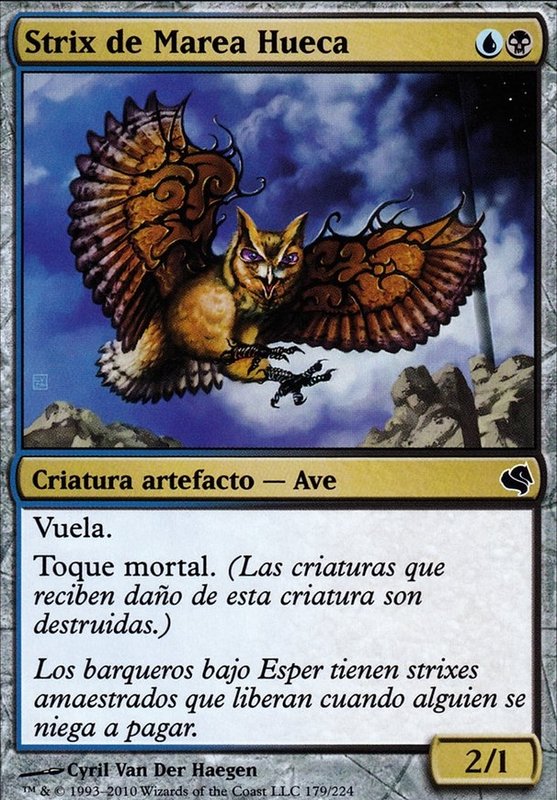 Strix de Marea Hueca
Criatura artefacto — Ave
Vuela.
Toque mortal. (Las criaturas que
reciben daño de esta criatura son
destruidas.)
Los barqueros bajo Esper tienen strixes
amaestrados que liberan cuando alguien se
niega a pagar.
2/1
Cyril Van Der Haegen
™ & © 1993–2010 Wizards of the Coast LLC 179/224